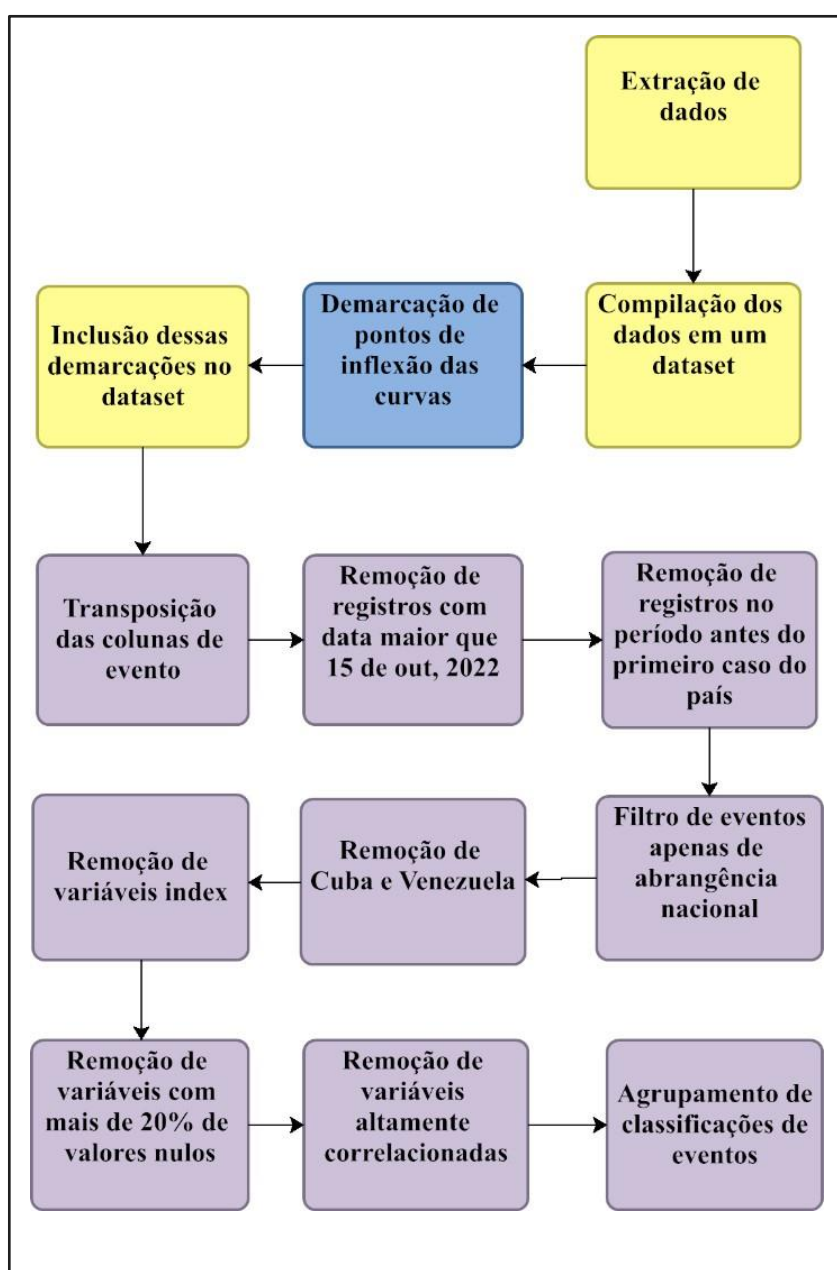 Extração de
dados
Compilação dos
dados em um
dataset
Demarcação de
pontos de
inflexão das
curvas
Inclusão dessas
demarcações no
dataset
Transposição
das colunas de
evento
Remoção de
registros com
data maior que
15 de out, 2022
Remoção de
registros no
período antes do
primeiro caso do
país
Filtro de eventos
apenas de
abrangência
nacional
Remoção de
Cuba e Venezuela
Remoção de
variáveis index
Remoção de
variáveis com
mais de 20% de
valores nulos
Remoção de
variáveis
altamente
correlacionadas
Agrupamento de
classificações de
eventos